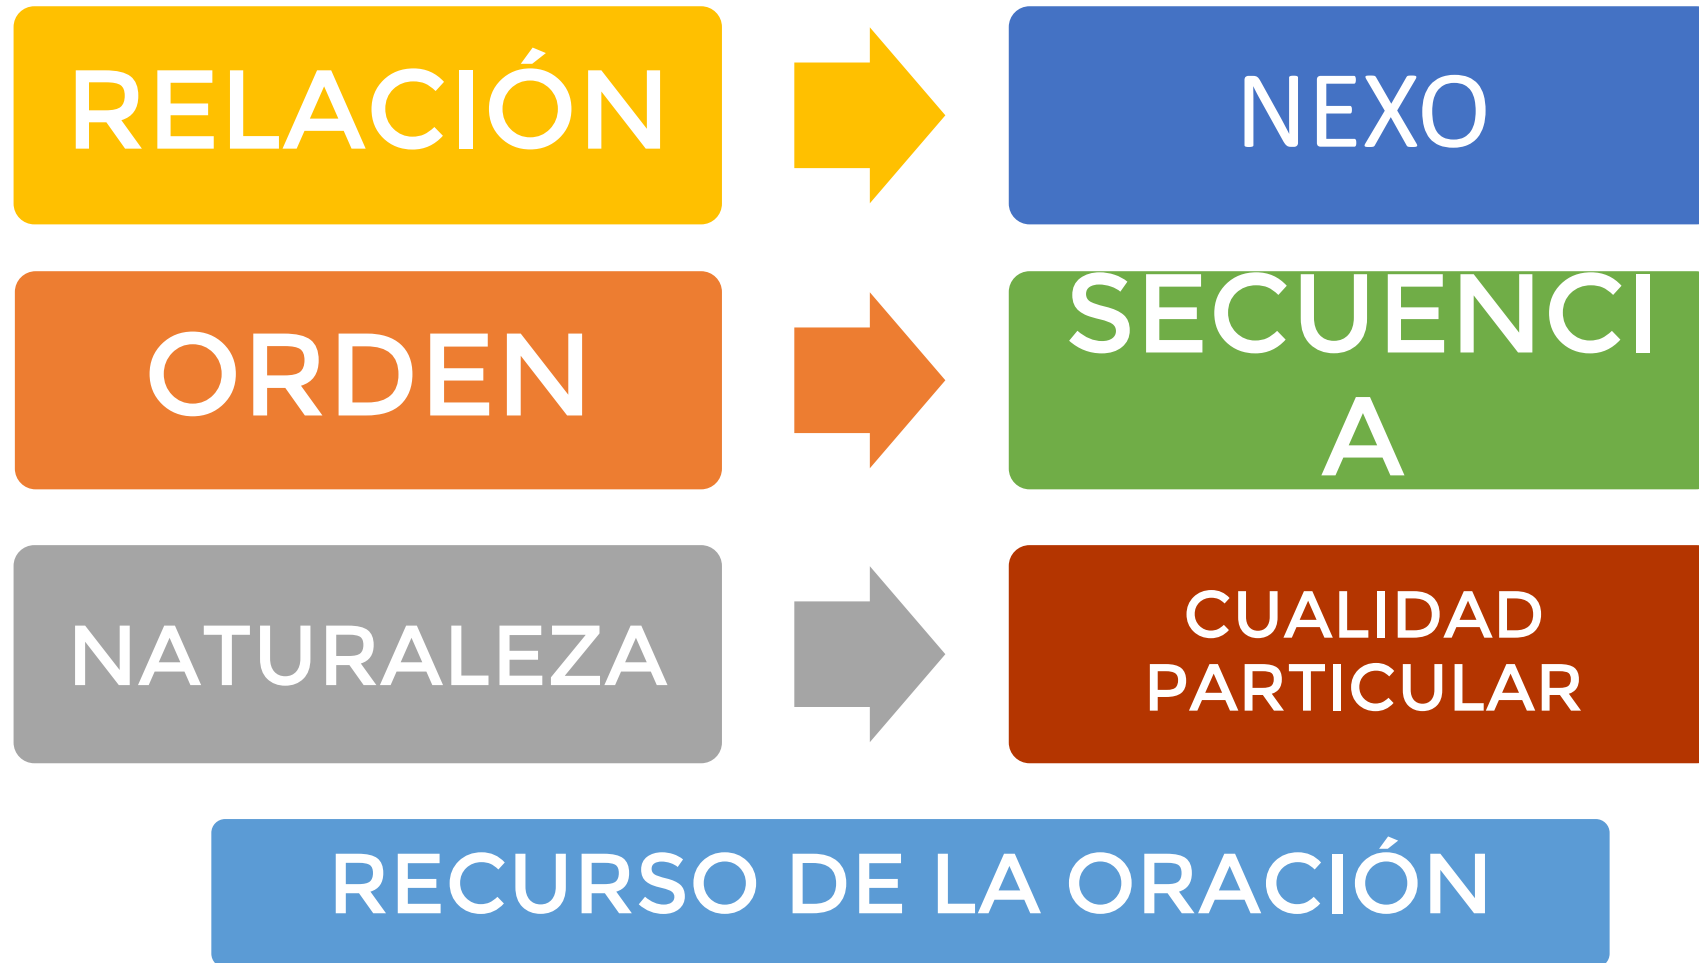 RELACIÓN
NEXO
ORDEN
SECUENCI
A
NATURALEZA
CUALIDAD
PARTICULAR
RECURSO DE LA ORACIÓN